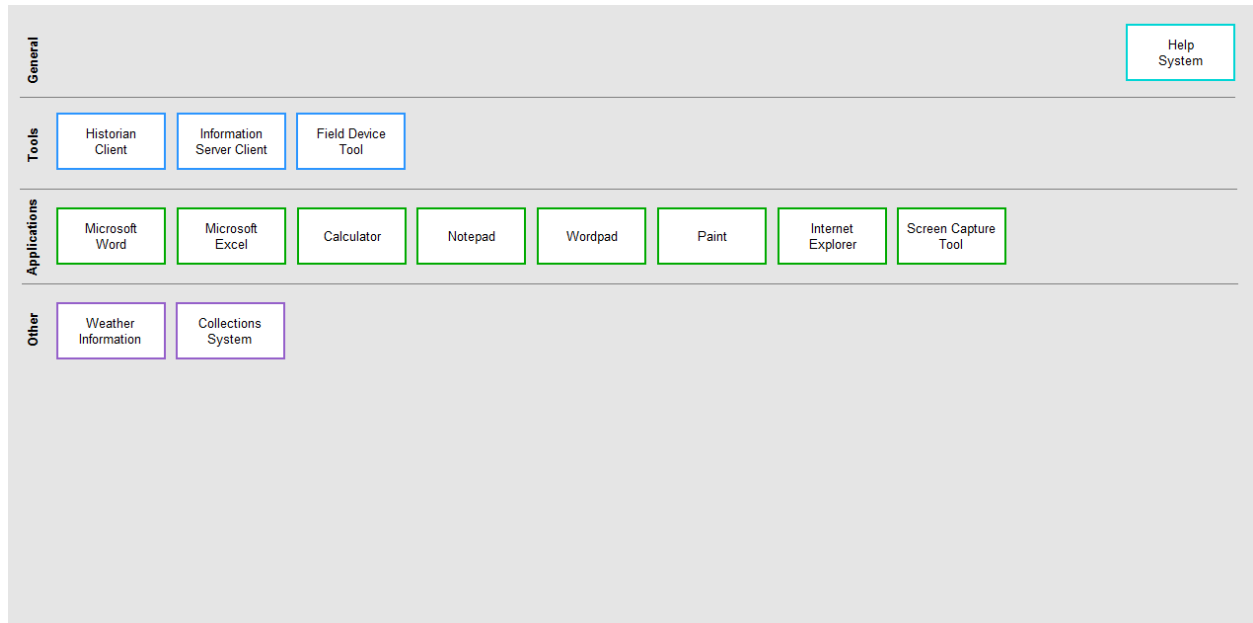 General
Help
System
Tools
Historian
Client
Information
Server Client
Field Device
Tool
Applications
Microsoft
Word
Microsoft
Excel
Calculator
Notepad
Wordpad
Paint
Internet
Explorer
Screen Capture
Tool
Other
Weather
Information
Collections
System